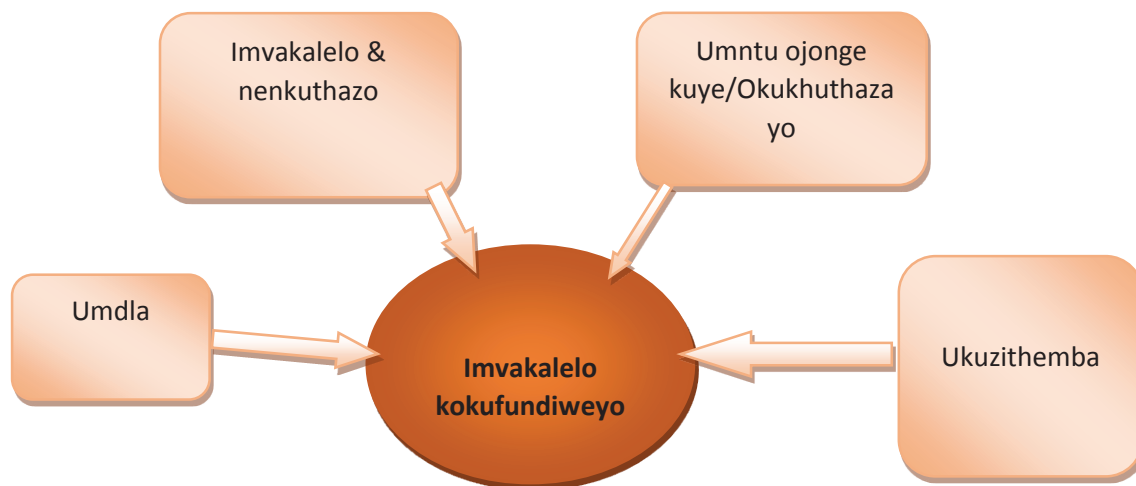 Imvakalelo &
nenkuthazo
Umntu ojonge
kuye/Okukhuthaza
yo
Umdla
Imvakalelo
kokufundiweyo
Ukuzithemba